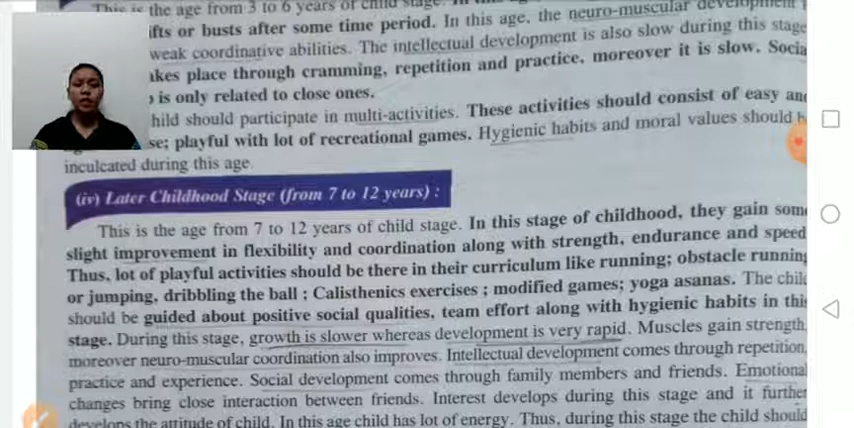 This is the age from 3 to 6 years of child stage. In
ifts or busts after some time period. In this age, the neuro-muscular development
weak coordinative abilities. The intellectual development is also slow during this stage
akes place through cramming, repetition and practice, moreover it is slow. Socia
is only related to close ones.
hild should participate in multi-activities. These activities should consist of easy and
se; playful with lot of recreational games. Hygienic habits and moral values should b
inculcated during this age.
(iv) Later Childhood Stage (from 7 to 12 years) :
This is the age from 7 to 12 years of child stage. In this stage of childhood, they gain som
slight improvement in flexibility and coordination along with strength, endurance and speed
Thus, lot of playful activities should be there in their curriculum like running; obstacle running
or jumping, dribbling the ball ; Calisthenics exercises ; modified games; yoga asanas. The child
should be guided about positive social qualities, team effort along with hygienic habits in this
stage. During this stage, growth is slower whereas development is very rapid. Muscles gain strength,
moreover neuro-muscular coordination also improves. Intellectual development comes through repetition,
practice and experience. Social development comes through family members and friends. Emotional
changes bring close interaction between friends. Interest develops during this stage and it further
develops the attitude of child. In this age child has lot of energy. Thus, during this stage the child should